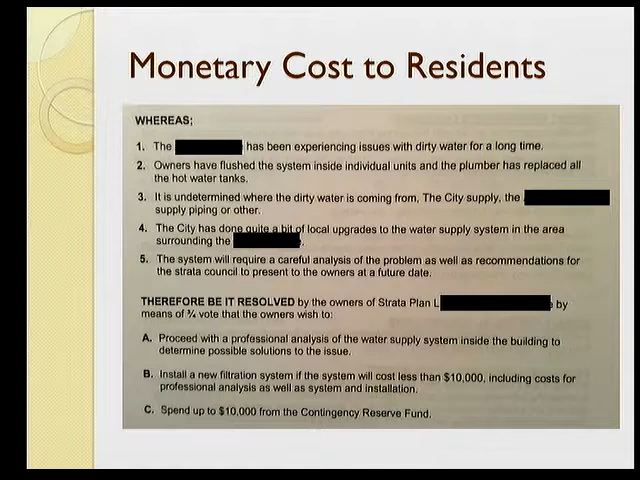 Monetary Cost to Residents
WHEREAS;
1. The has been experiencing issues with dirty water for a long time.
2. Owners have flushed the system inside individual units and the plumber has replaced all
the hot water tanks.
3. It is undetermined where the dirty water is coming from, The City supply, the
supply piping or other.
4. The City has done quite a bit of local upgrades to the water supply system in the area
surrounding the .
5. The system will require a careful analysis of the problem as well as recommendations for
the strata council to present to the owners at a future date.
THEREFORE BE IT RESOLVED by the owners of Strata Plan L by
means of ¾ vote that the owners wish to:
A. Proceed with a professional analysis of the water supply system inside the building to
determine possible solutions to the issue.
B. Install a new filtration system if the system will cost less than $10,000, including costs for
professional analysis as well as system and installation.
C. Spend up to $10,000 from the Contingency Reserve Fund.